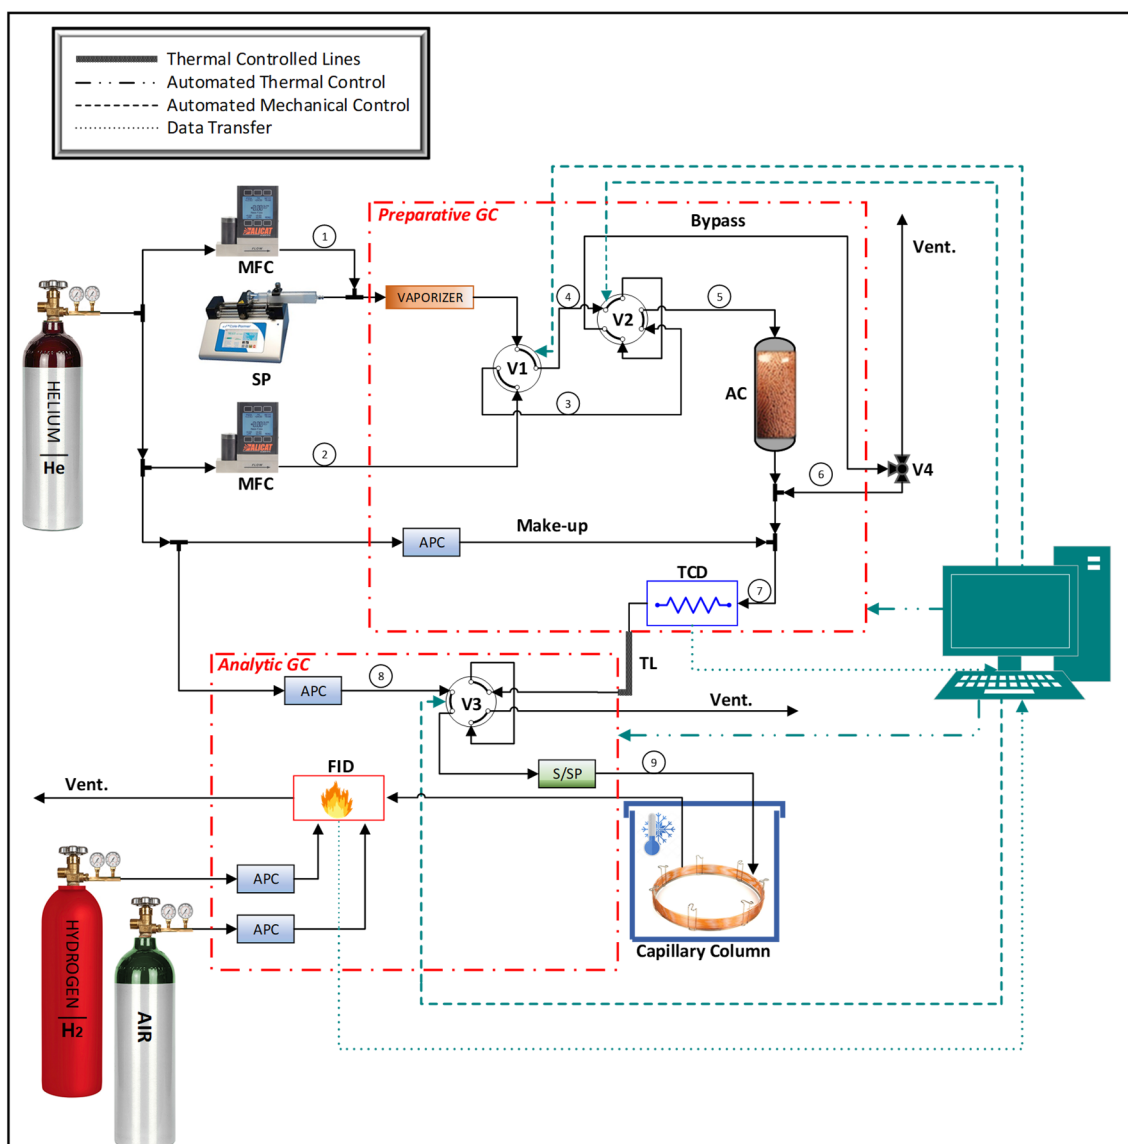 Thermal Controlled Lines
Automated Thermal Control
Automated Mechanical Control
Data Transfer
Preparative GC
Bypass
Vent.
ALICAT
1
MFC
VAPORIZER
4
5
V2
SP
V1
3
AC
HELIUM
He
ALICAT
2
MFC
6
V4
Make-up
APC
TCD
7
Analytic GC
TL
APC
8
V3
Vent.
FID
S/SP
9
Vent.
APC
APC
Capillary Column
HYDROGEN
H2
AIR